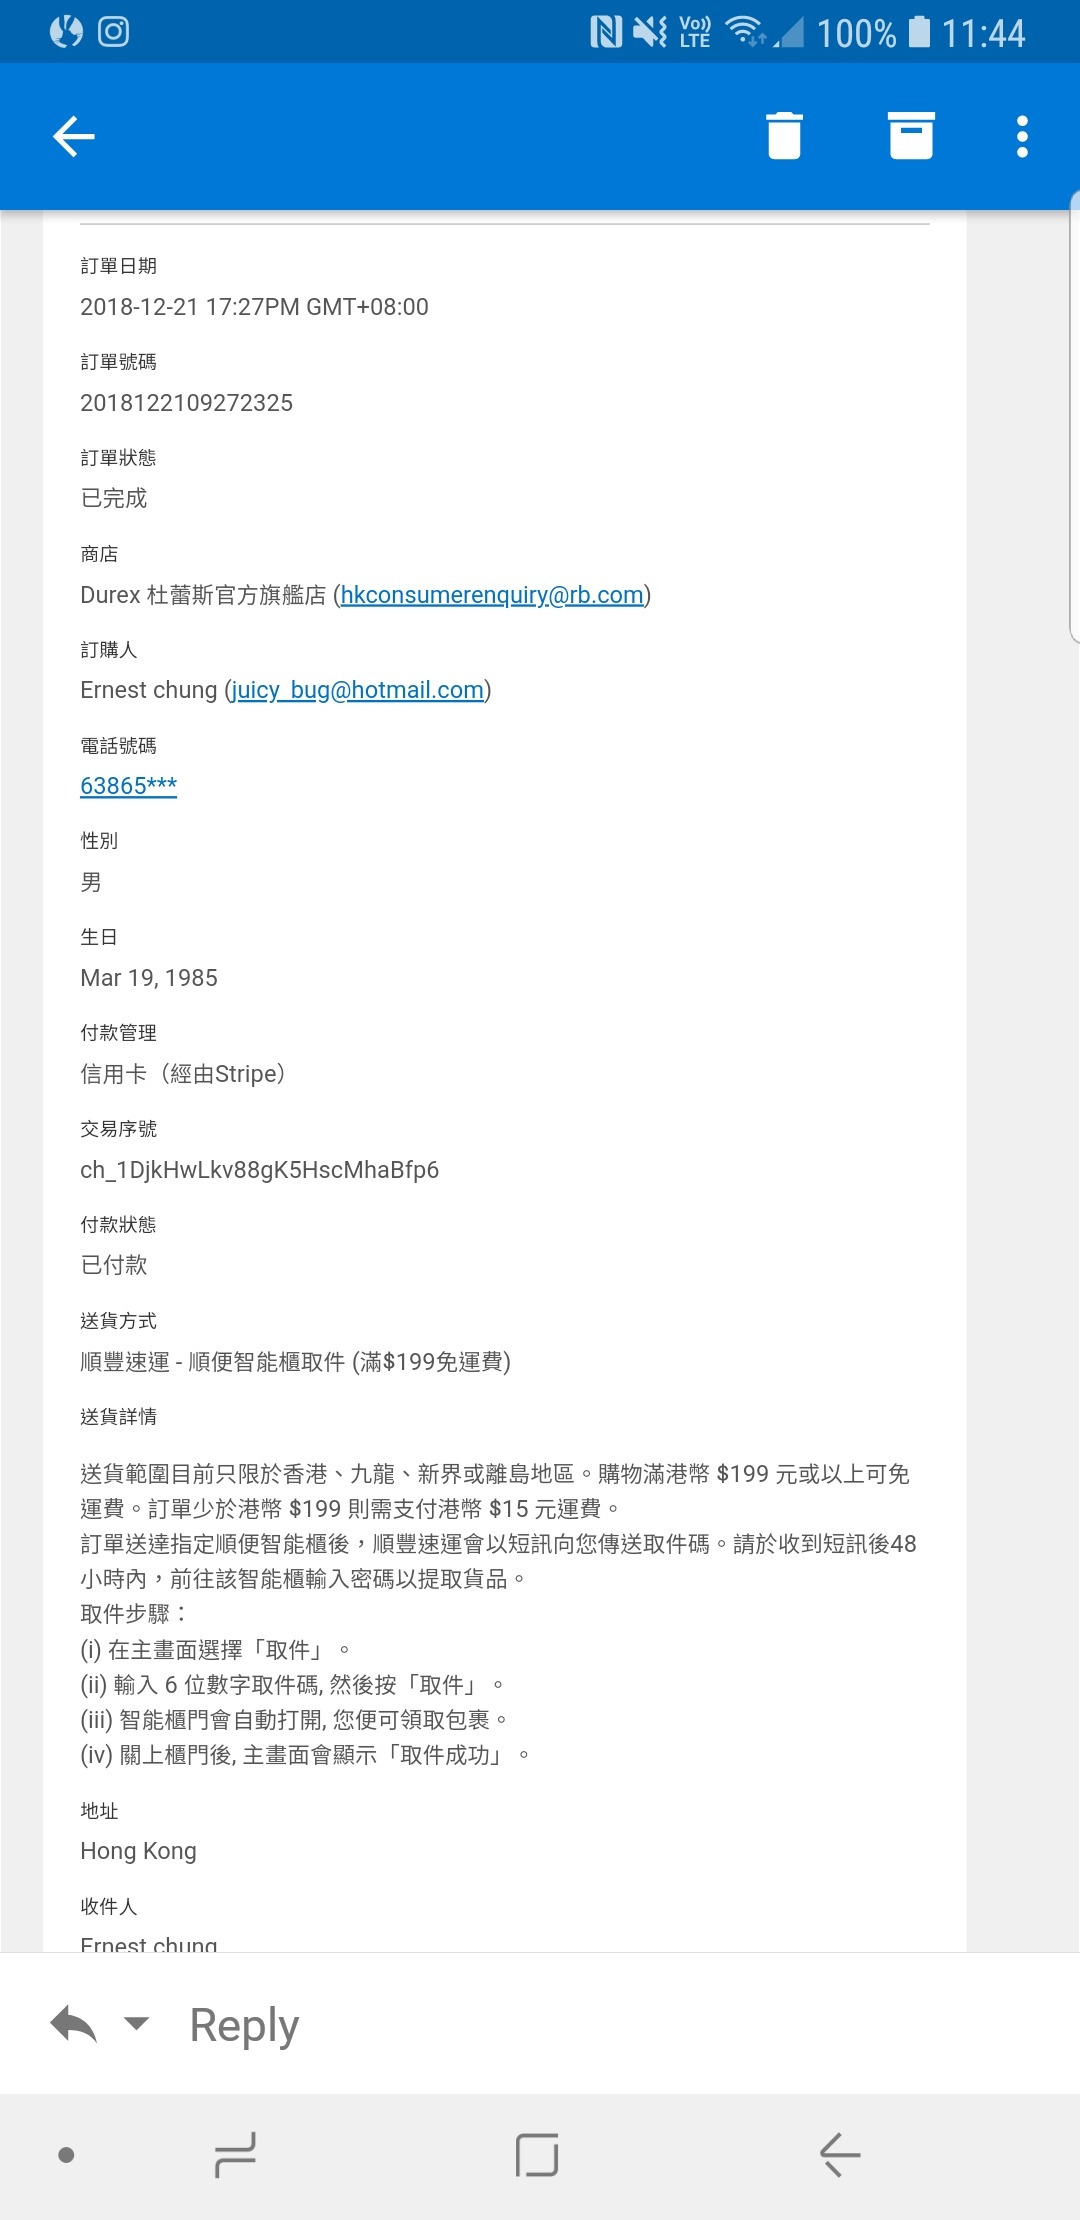 Vo)) LTE 100% 11:44
訂單日期
2018-12-21 17:27PM GMT+08:00
訂單號碼
2018122109272325
訂單狀態
已完成
商店
Durex 杜蕾斯官方旗艦店 (hkconsumerenquiry@rb.com)
訂購人
Ernest chung (juicy_bug@hotmail.com)
電話號碼
63865***
性別
男
生日
Mar 19, 1985
付款管理
信用卡（經由Stripe）
交易序號
ch_1DjkHwLkv88gK5HscMhaBfp6
付款狀態
已付款
送貨方式
順豐速運 - 順便智能櫃取件 (滿$199免運費)
送貨詳情
送貨範圍目前只限於香港、九龍、新界或離島地區。購物滿港幣 $199 元或以上可免
運費。訂單少於港幣 $199 則需支付港幣 $15 元運費。
訂單送達指定順便智能櫃後，順豐速運會以短訊向您傳送取件碼。請於收到短訊後48
小時內，前往該智能櫃輸入密碼以提取貨品。
取件步驟：
(i) 在主畫面選擇「取件」。
(ii) 輸入 6 位數字取件碼, 然後按「取件」。
(iii) 智能櫃門會自動打開, 您便可領取包裹。
(iv) 關上櫃門後, 主畫面會顯示「取件成功」。
地址
Hong Kong
收件人
Ernest chung
Reply